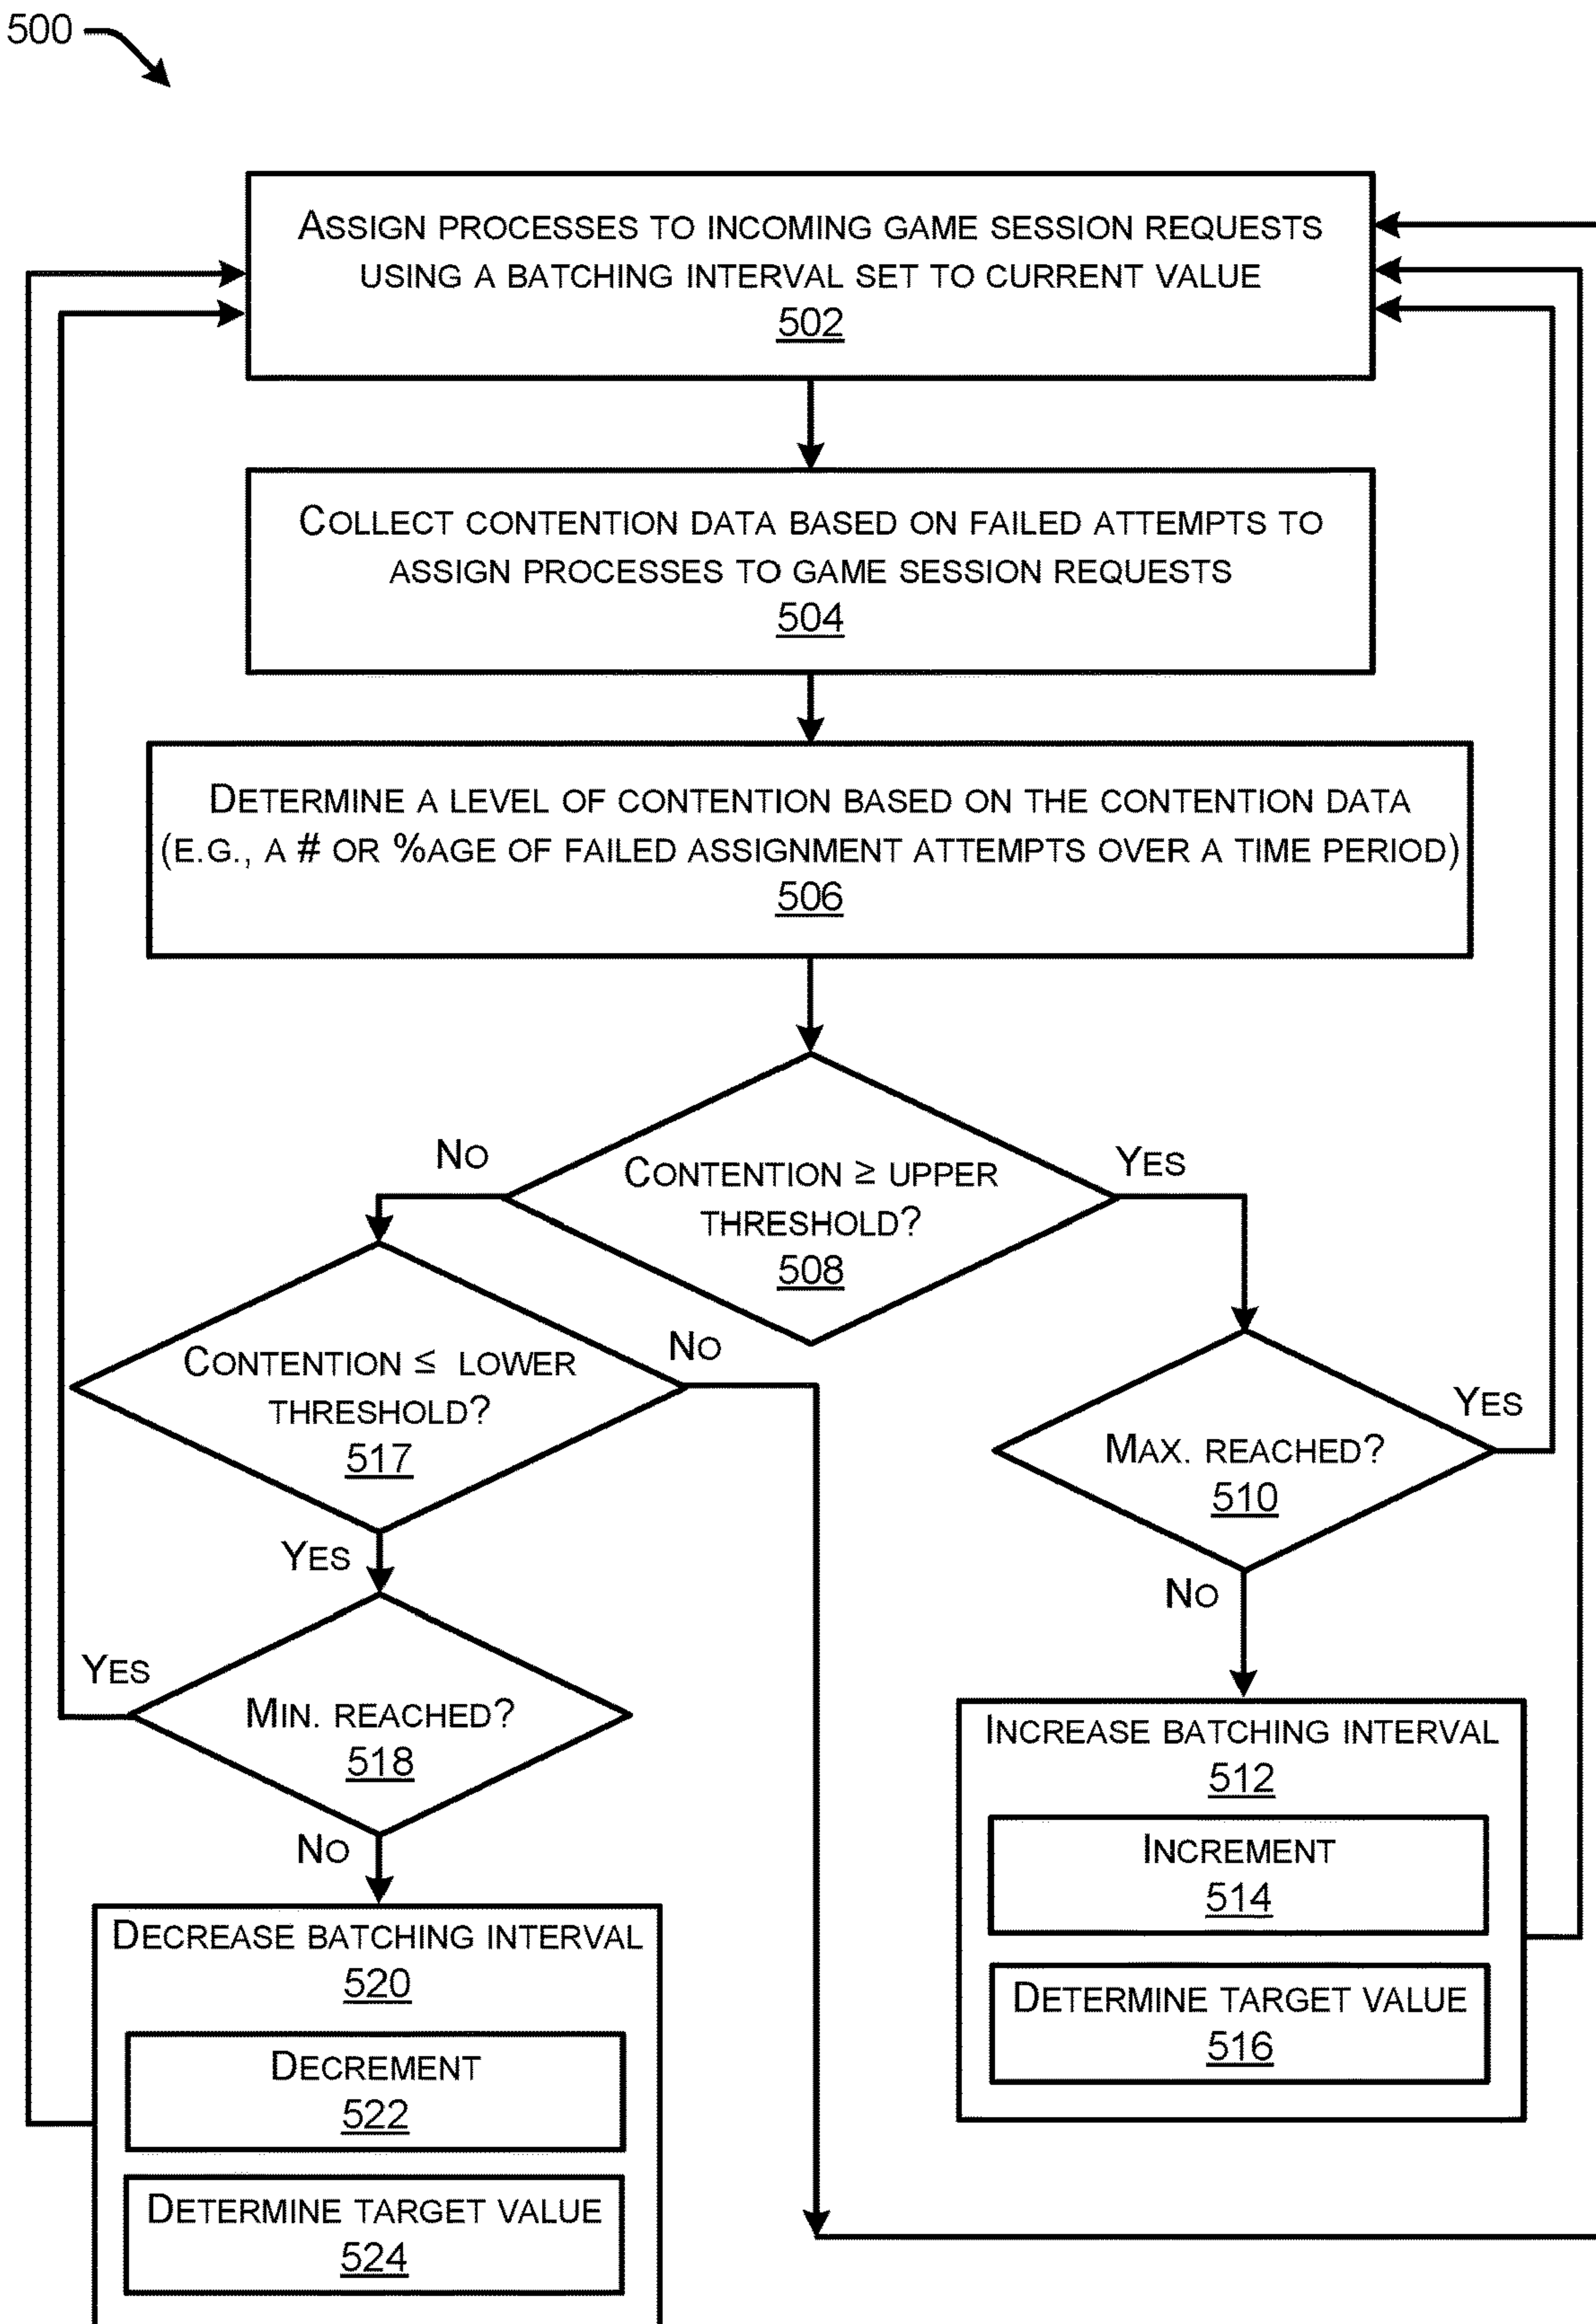 500
ASSIGN PROCESSES TO INCOMING GAME SESSION REQUESTS
USING A BATCHING INTERVAL SET TO CURRENT VALUE
502
COLLECT CONTENTION DATA BASED ON FAILED ATTEMPTS TO
ASSIGN PROCESSES TO GAME SESSION REQUESTS
504
DETERMINE A LEVEL OF CONTENTION BASED ON THE CONTENTION DATA
(E.G., A # OR %AGE OF FAILED ASSIGNMENT ATTEMPTS OVER A TIME PERIOD)
506
NO
YES
CONTENTION ≥ UPPER
THRESHOLD?
508
NO
CONTENTION ≤ LOWER
THRESHOLD?
517
YES
MAX. REACHED?
510
YES
NO
YES
MIN. REACHED?
518
NO
INCREASE BATCHING INTERVAL
512
INCREMENT
514
DETERMINE TARGET VALUE
516
DECREASE BATCHING INTERVAL
520
DECREMENT
522
DETERMINE TARGET VALUE
524